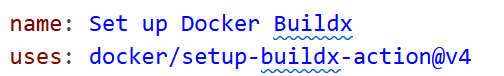 name: Set up Docker Buildx
uses: docker/setup-buildx-action@v4